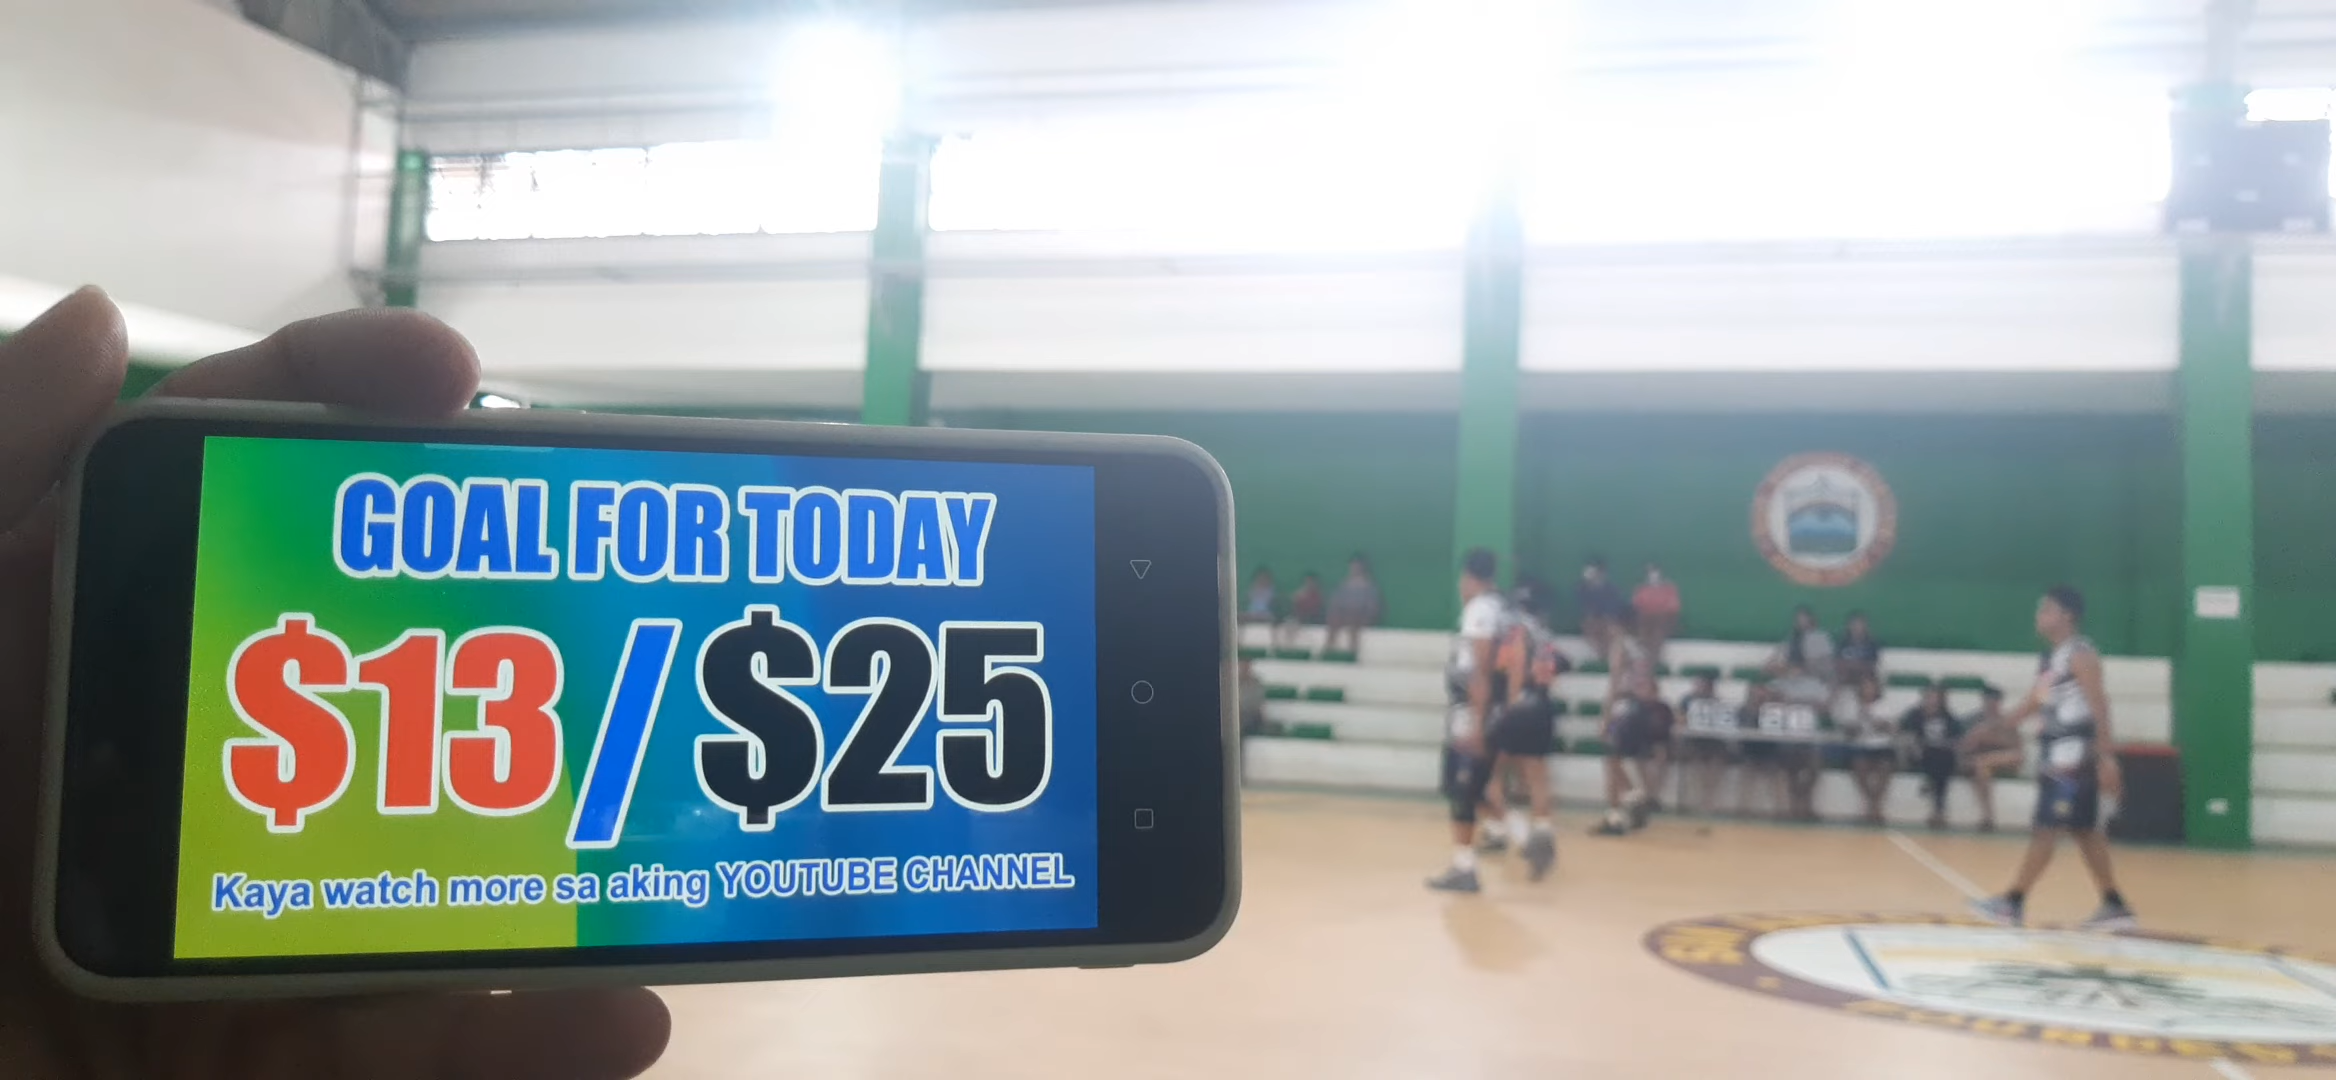 GOAL FOR TODAY
$13/$25
Kaya watch more sa aking YOUTUBE CHANNEL